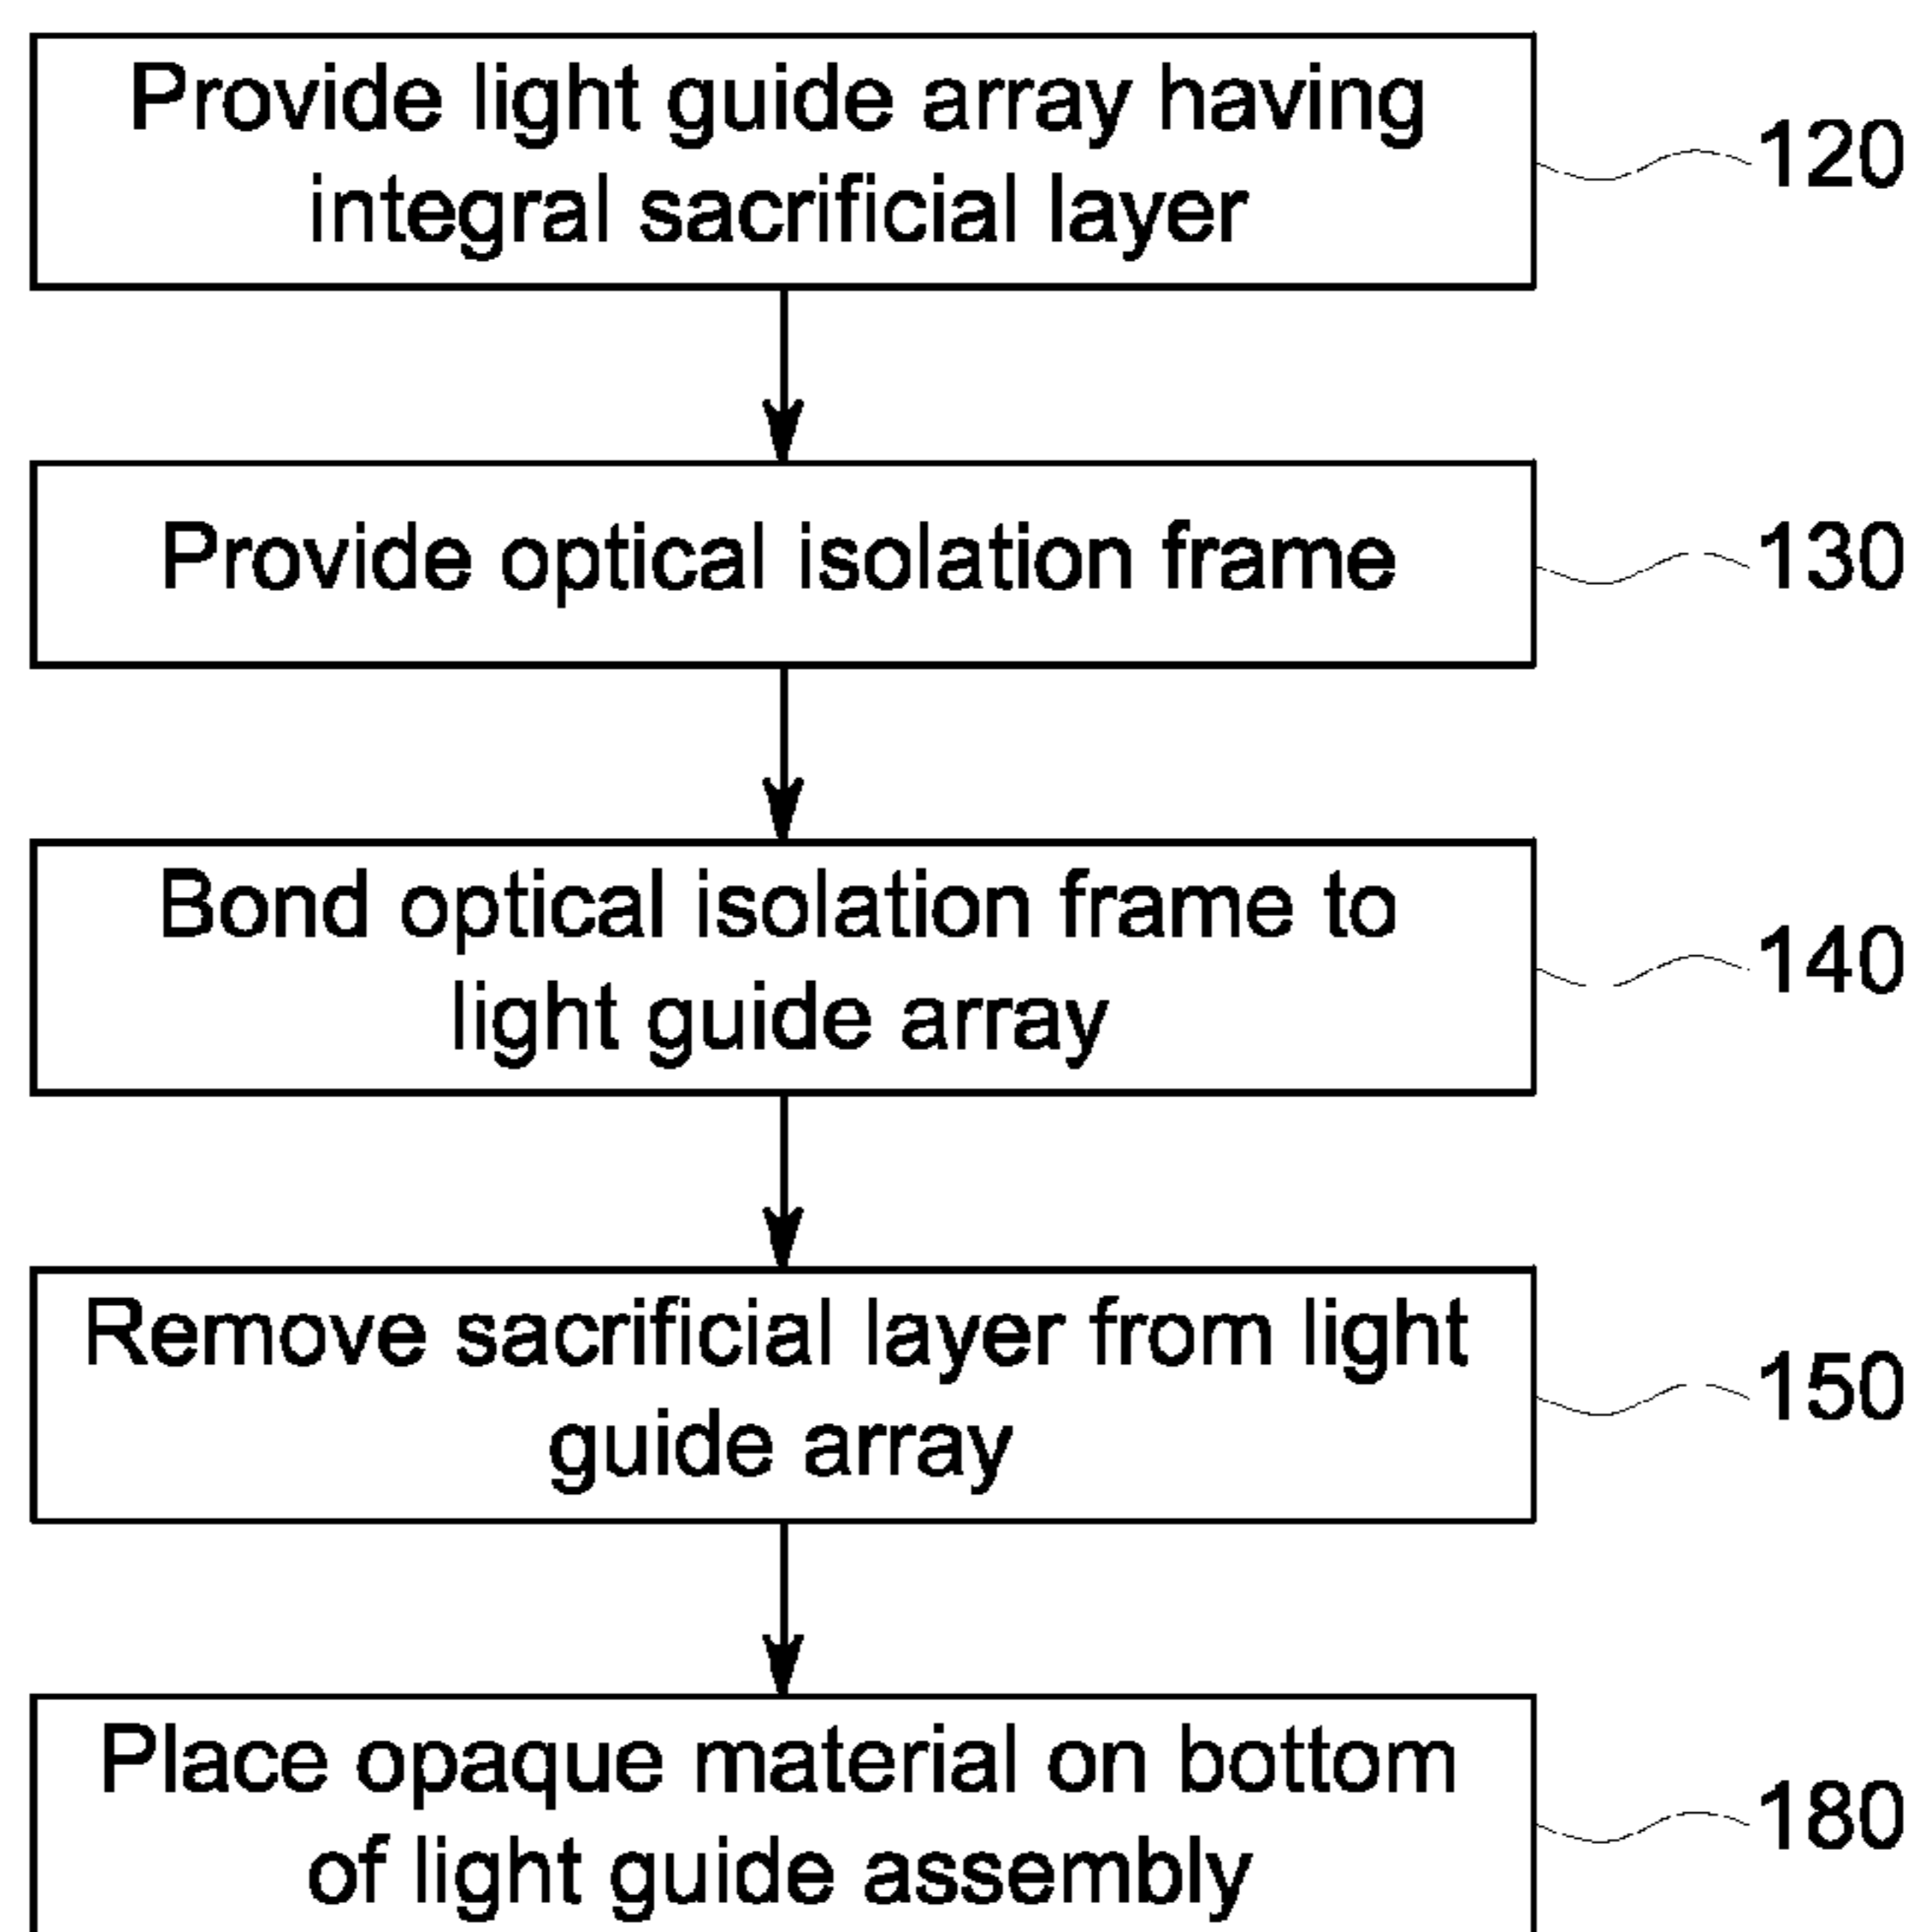 Provide light guide array having
integral sacrificial layer
120
Provide optical isolation frame
130
Bond optical isolation frame to
light guide array
140
Remove sacrificial layer from light
guide array
150
Place opaque material on bottom
of light guide assembly
180